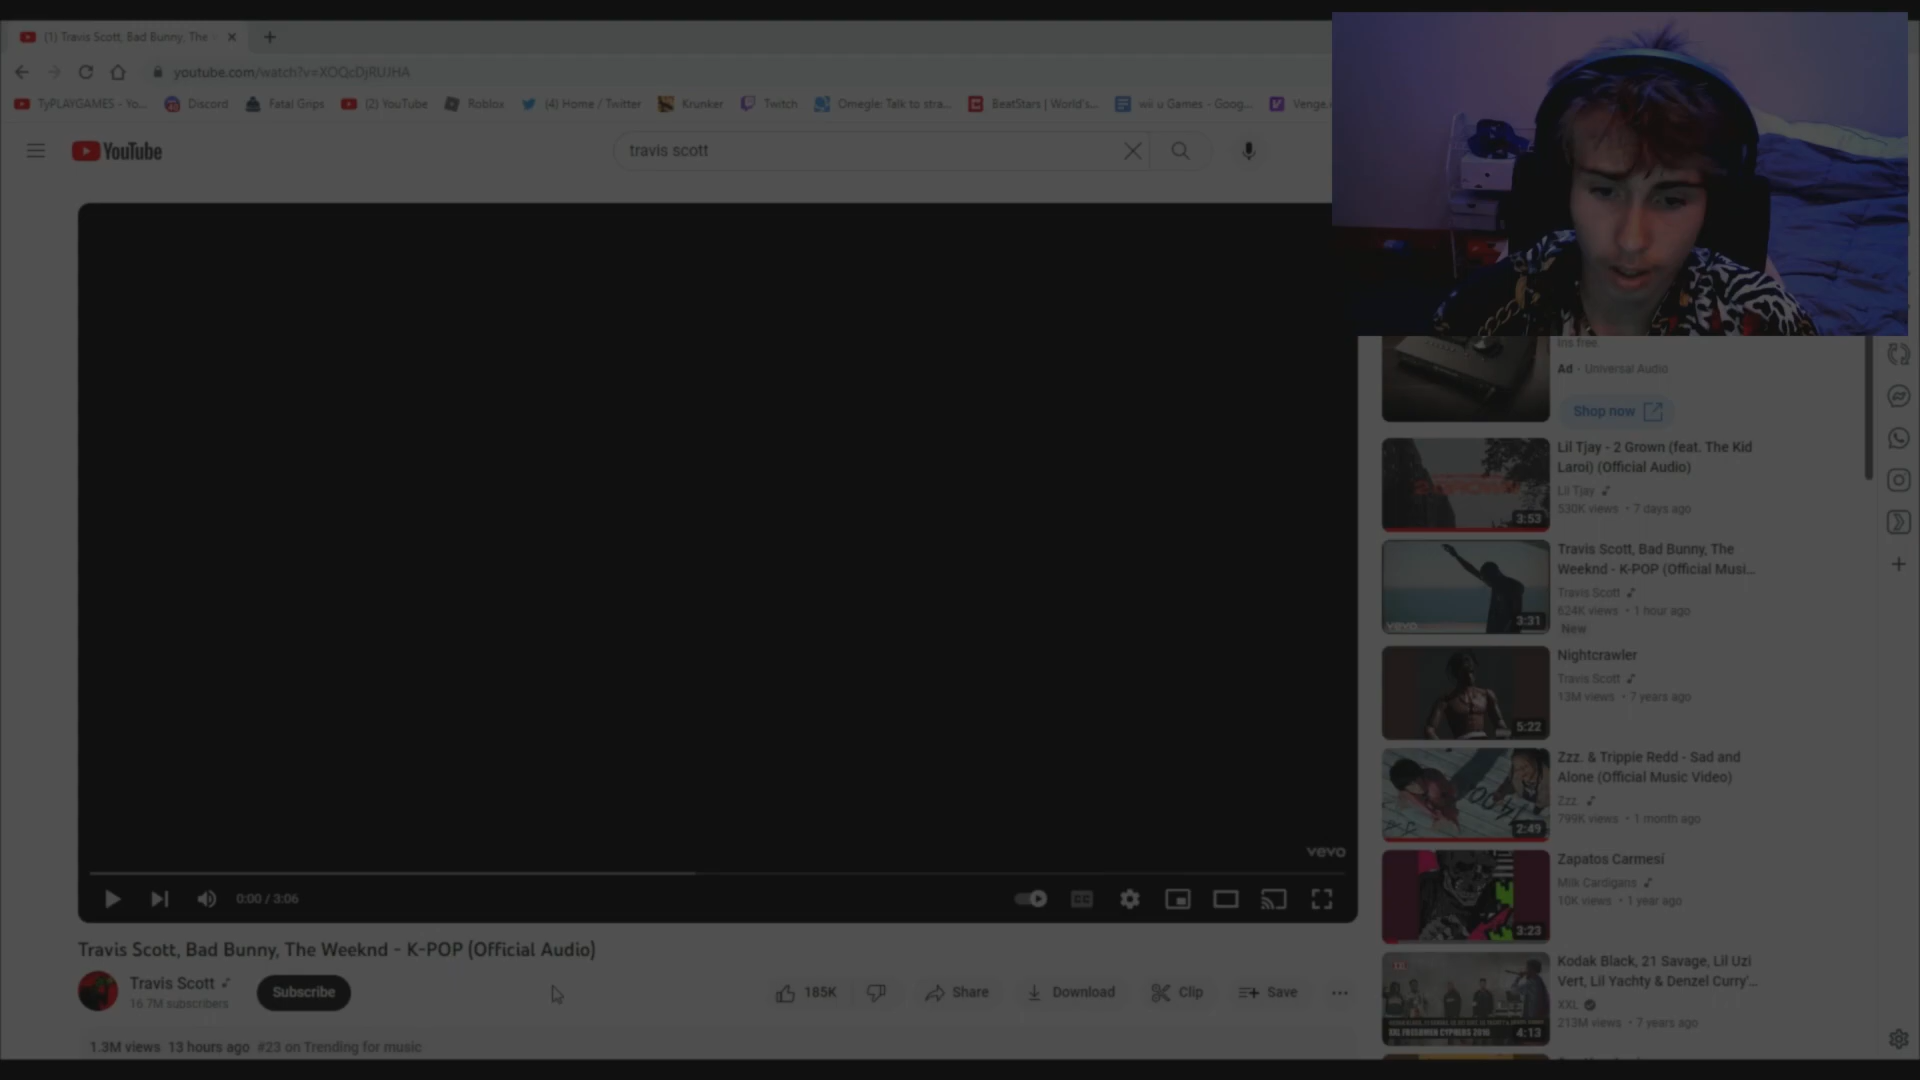 (1) Travis Scott, Bad Bunny, The
youtube.com/watch?v=XOQcDjRUJHA
TyPLAYGAMES - Yo...
Discord
Fatal Grips
(2) YouTube
Roblox
(4) Home / Twitter
Krunker
Twitch
Omegle: Talk to stra...
BeatStars | World's...
wii u Games - Goog...
Venge.i
YouTube
travis scott
ins free.
Ad · Universal Audio
Shop now
Lil Tjay - 2 Grown (feat. The Kid
Laroi) (Official Audio)
Lil Tjay
530K views • 7 days ago
3:53
Travis Scott, Bad Bunny, The
Weeknd - K-POP (Official Musi...
Travis Scott
624K views • 1 hour ago
New
vevo
3:31
Nightcrawler
Travis Scott
13M views • 7 years ago
5:22
Zzz. & Trippie Redd - Sad and
Alone (Official Music Video)
Zzz.
799K views • 1 month ago
2:49
Zapatos Carmesí
Milk Cardigans
10K views • 1 year ago
3:23
Kodak Black, 21 Savage, Lil Uzi
Vert, Lil Yachty & Denzel Curry'...
XXL
213M views • 7 years ago
XXL FRESHMEN CYPHERS 2016
4:13
vevo
0:00 / 3:06
CC
Travis Scott, Bad Bunny, The Weeknd - K-POP (Official Audio)
Travis Scott
16.7M subscribers
Subscribe
185K
Share
Download
Clip
Save
1.3M views 13 hours ago #23 on Trending for music